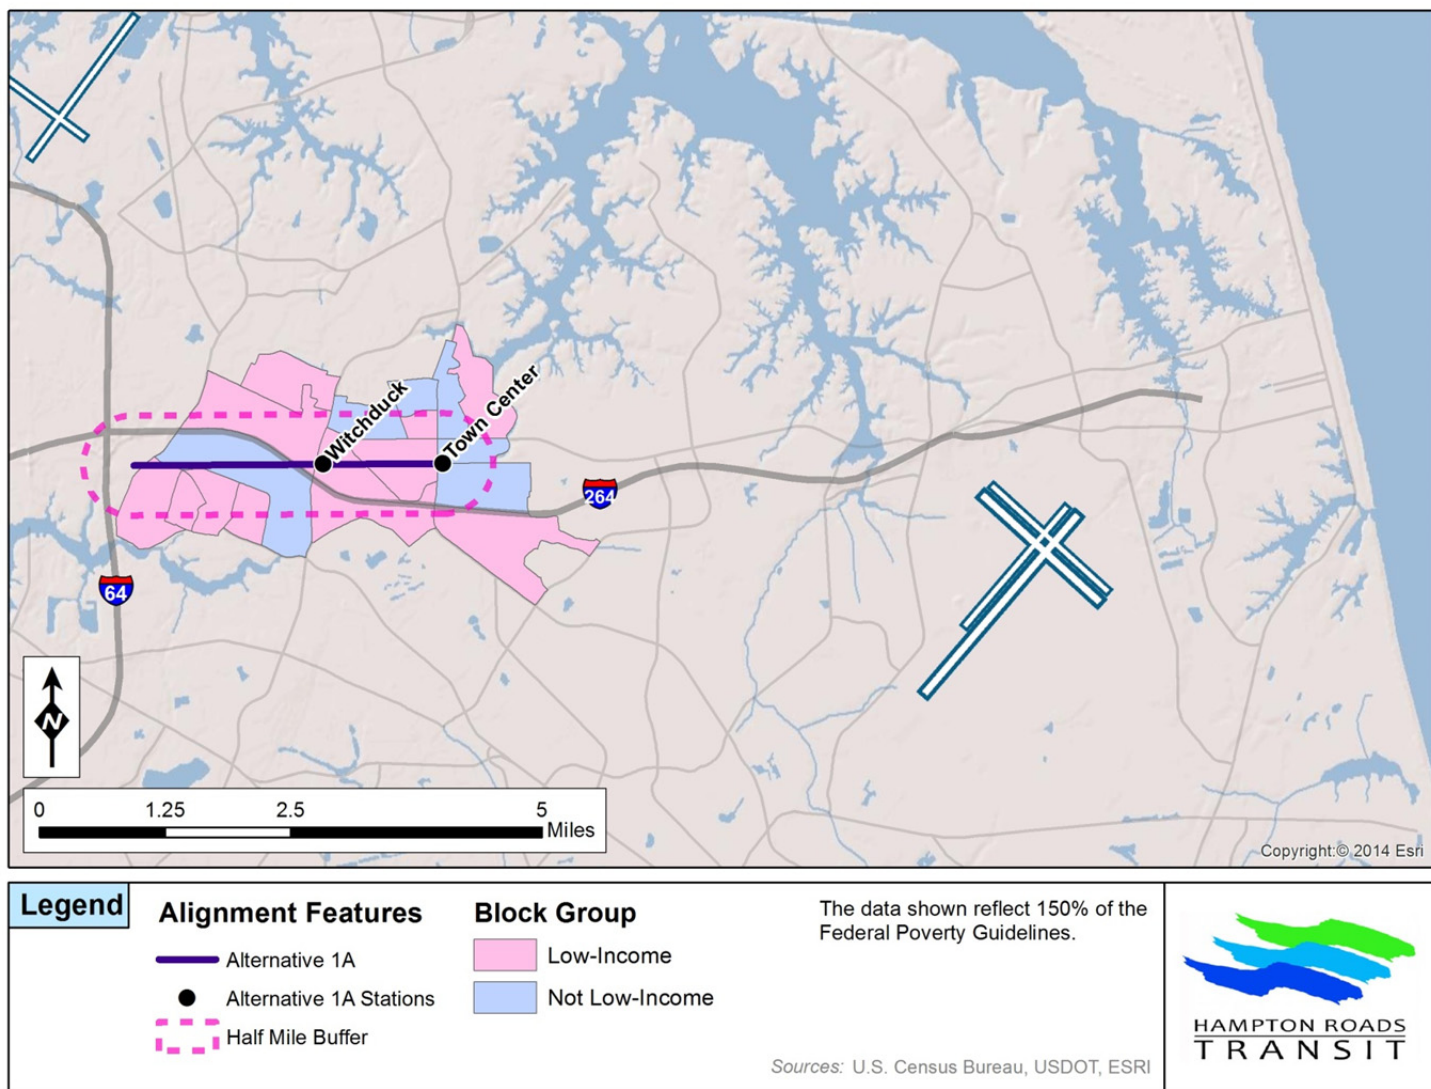 Witchduck
Town Center
264
64
N
0 1.25 2.5 5
Miles
Copyright:© 2014 Esri
Legend
Alignment Features
Alternative 1A
Alternative 1A Stations
Half Mile Buffer
Block Group
Low-Income
Not Low-Income
The data shown reflect 150% of the
Federal Poverty Guidelines.
Sources: U.S. Census Bureau, USDOT, ESRI
HAMPTON ROADS
TRANSIT